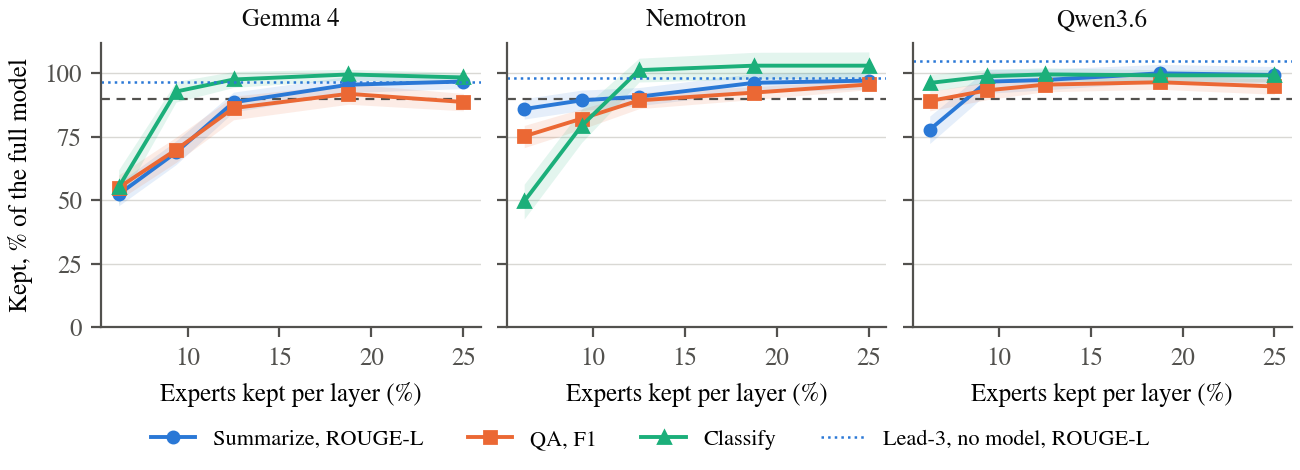 Gemma 4
Nemotron
Qwen3.6
Kept, % of the full model
100
75
50
25
0
10 15 20 25
10 15 20 25
10 15 20 25
Experts kept per layer (%)
Experts kept per layer (%)
Experts kept per layer (%)
Summarize, ROUGE-L
QA, F1
Classify
Lead-3, no model, ROUGE-L